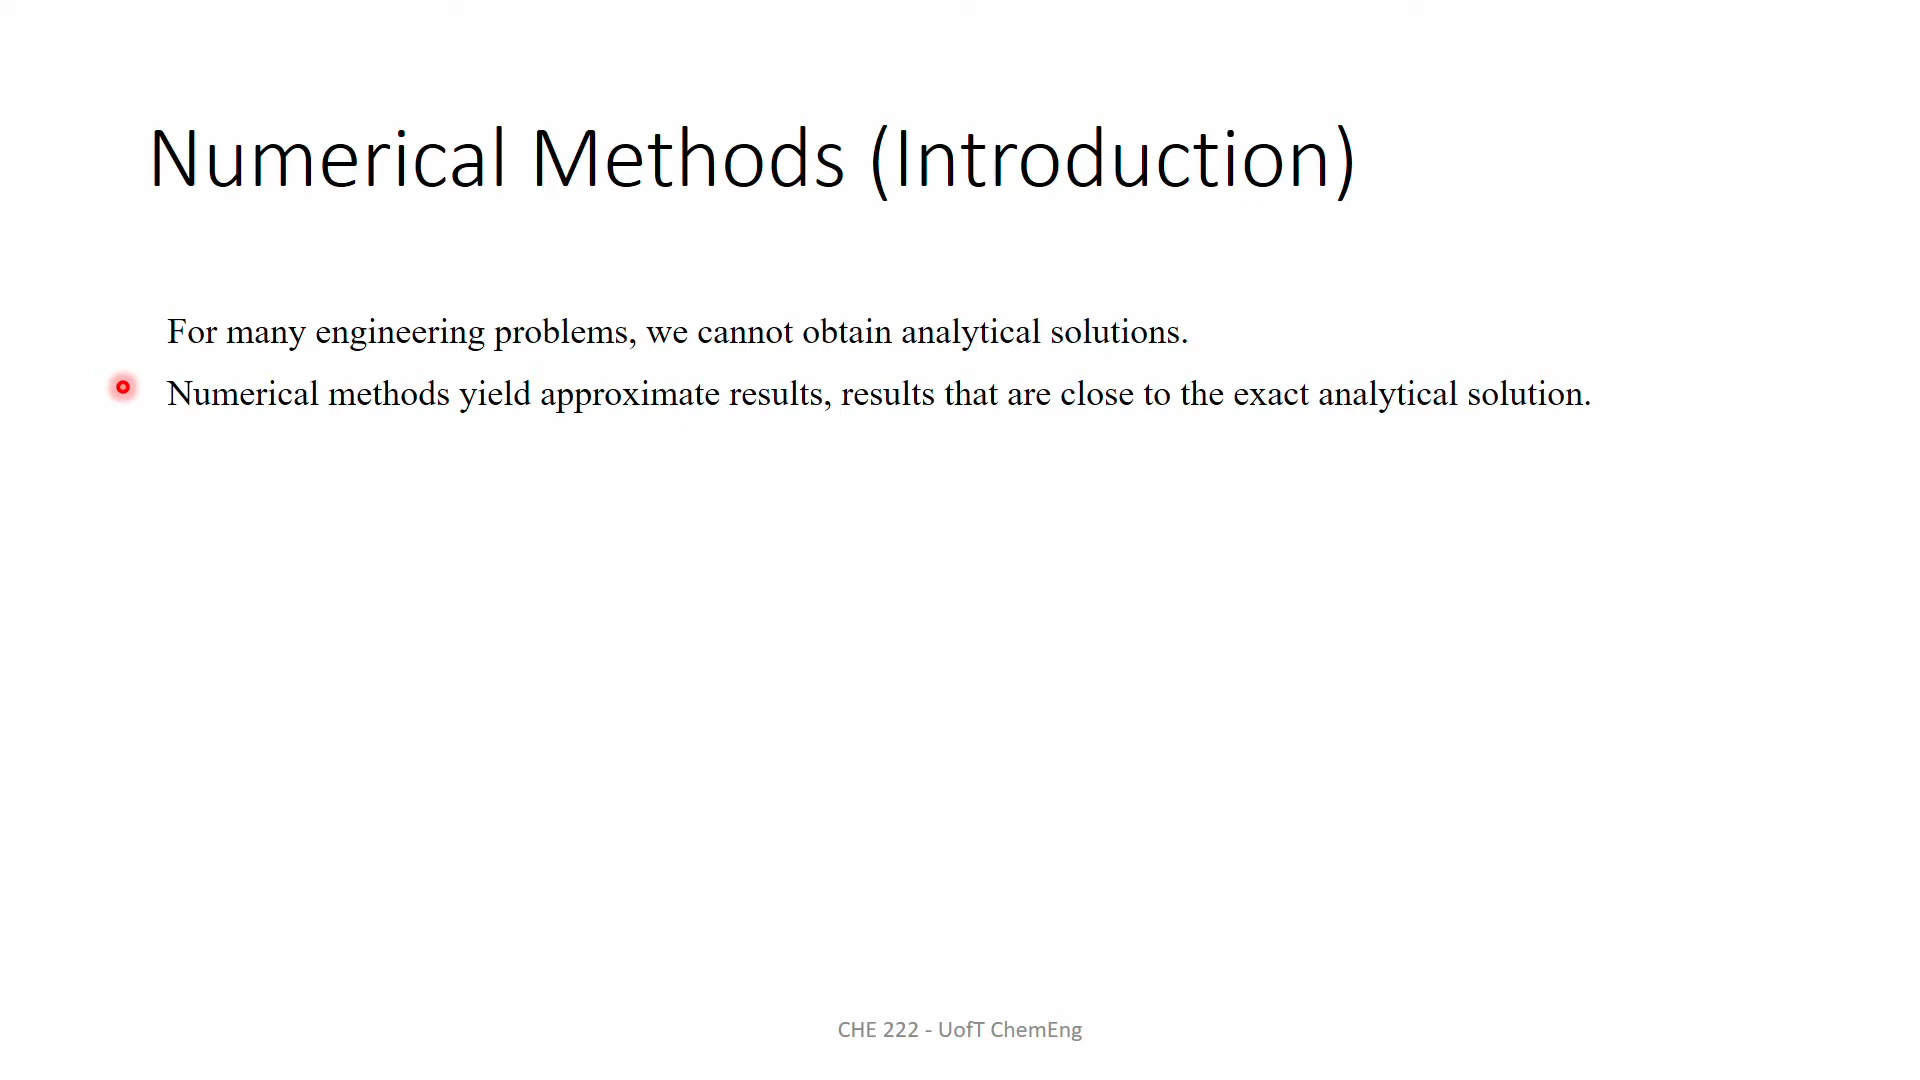 Numerical Methods (Introduction)
For many engineering problems, we cannot obtain analytical solutions.
Numerical methods yield approximate results, results that are close to the exact analytical solution.
CHE 222 - UofT ChemEng